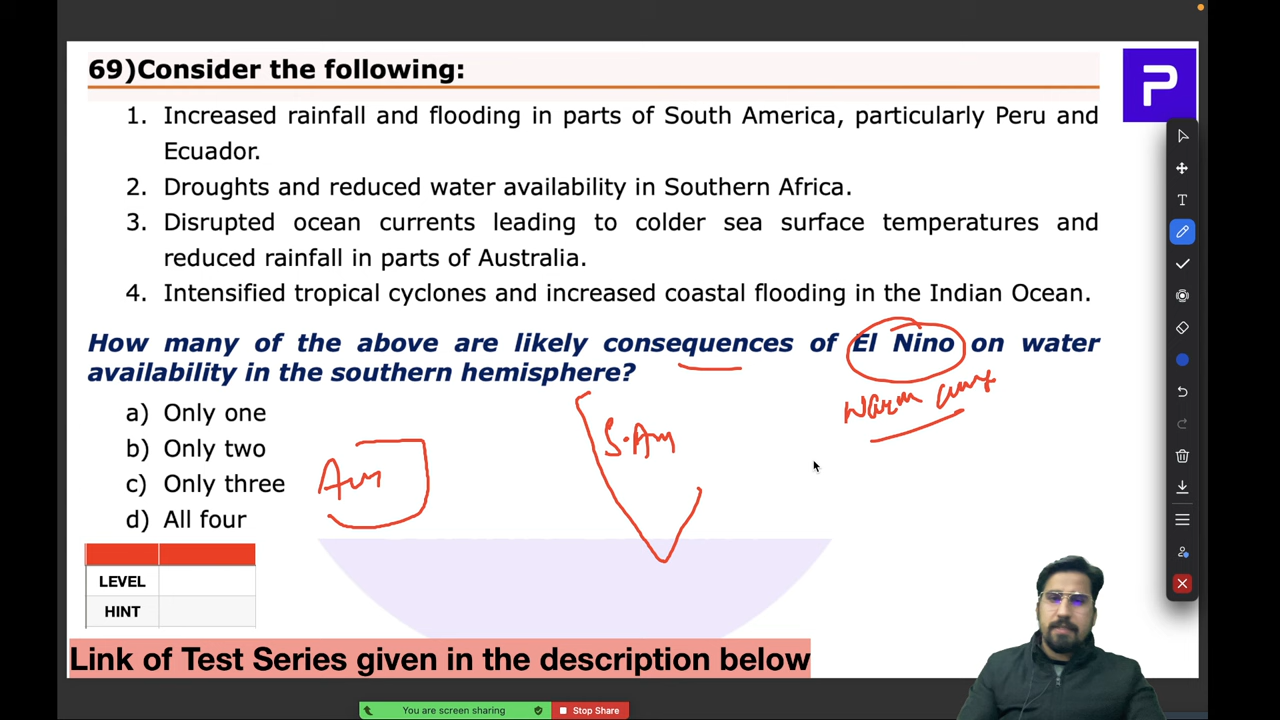 69)Consider the following:
1. Increased rainfall and flooding in parts of South America, particularly Peru and
Ecuador.
2. Droughts and reduced water availability in Southern Africa.
3. Disrupted ocean currents leading to colder sea surface temperatures and
reduced rainfall in parts of Australia.
4. Intensified tropical cyclones and increased coastal flooding in the Indian Ocean.
How many of the above are likely consequences of El Nino on water
availability in the southern hemisphere?
Warm
a) Only one
b) Only two
S.Am
c) Only three
d) All four
LEVEL
HINT
Link of Test Series given in the description below
You are screen sharing
Stop Share